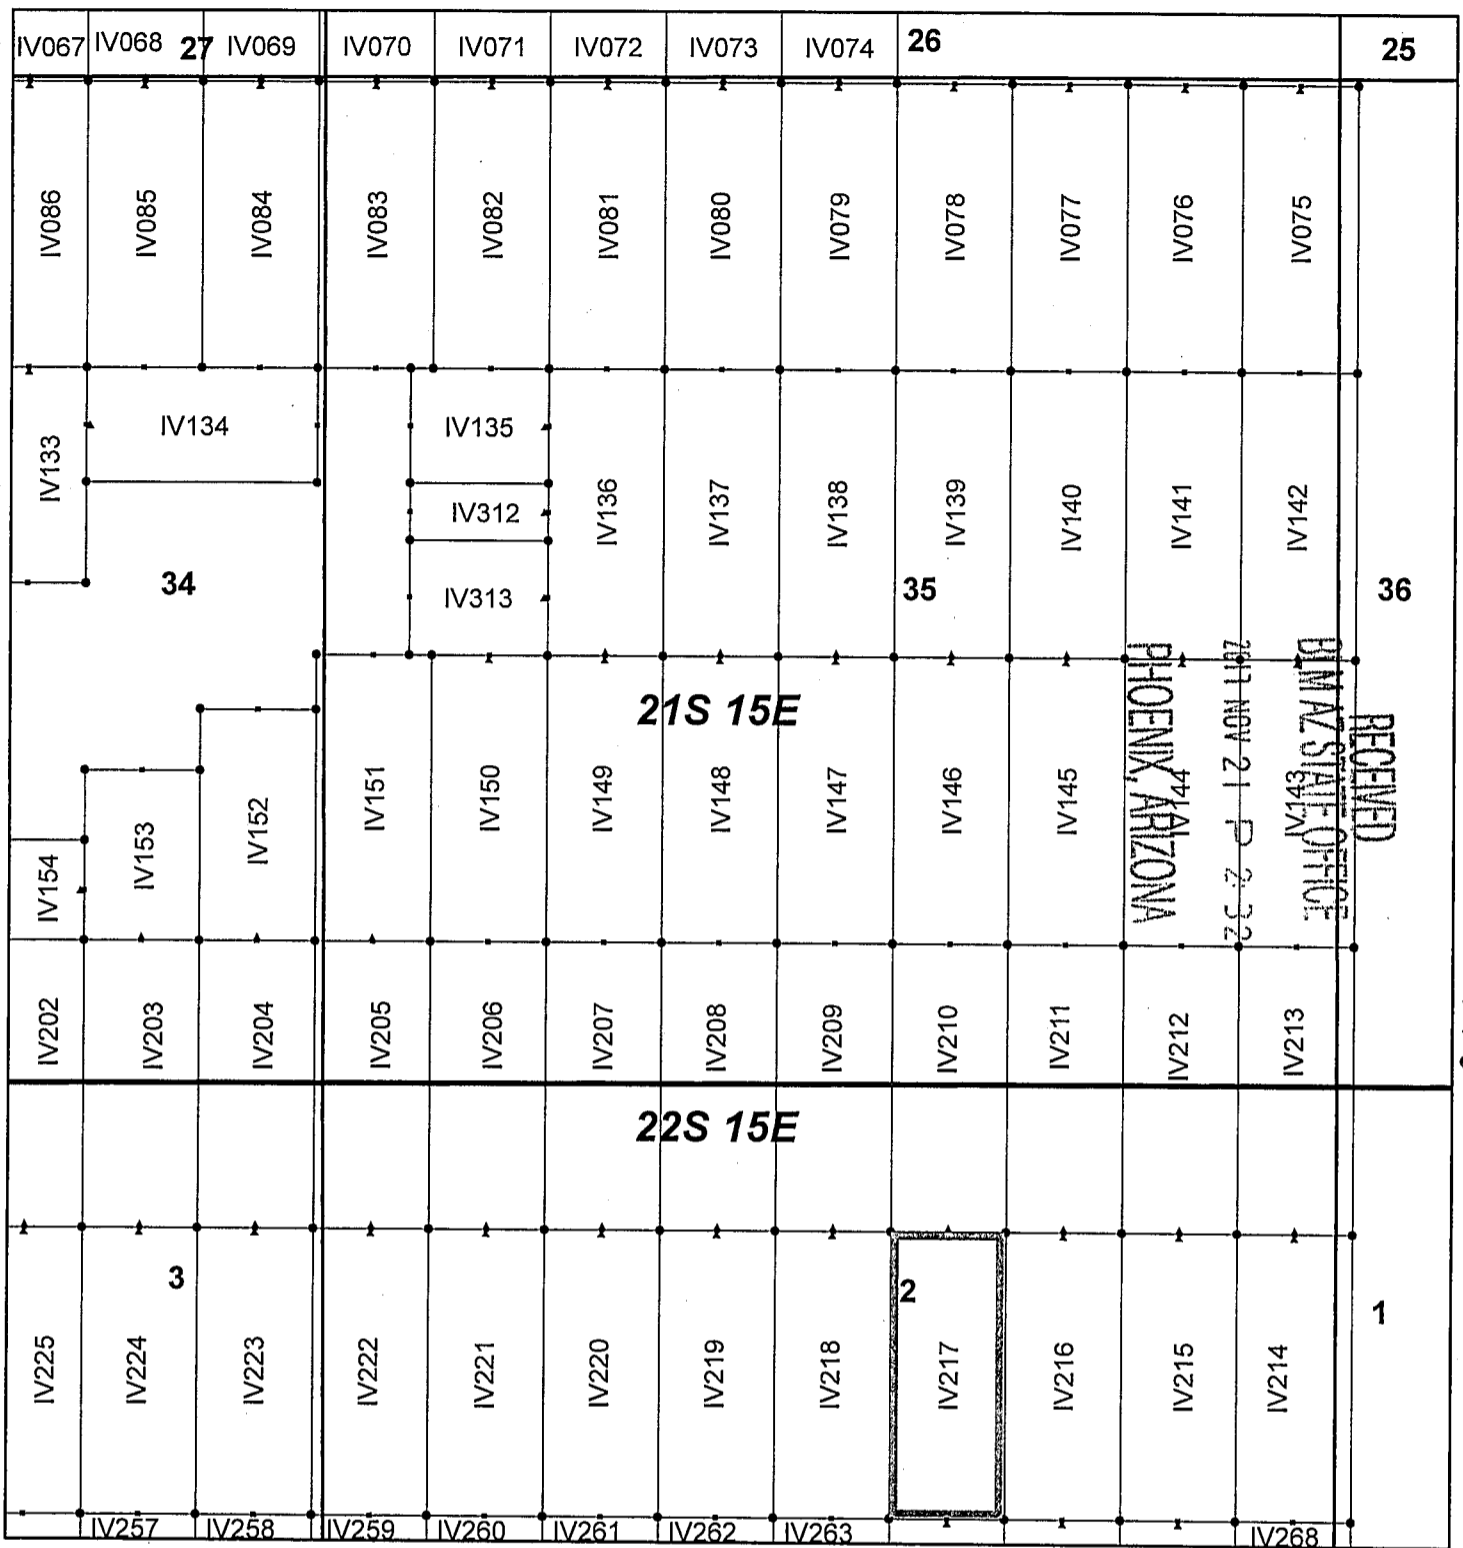 IV067 IV068 27 IV069 IV070 IV071 IV072 IV073 IV074 26 25
IV086 IV085 IV084 IV083 IV082 IV081 IV080 IV079 IV078 IV077 IV076 IV075
IV133 IV134 IV135 IV312 IV313 IV136 IV137 IV138 IV139 IV140 IV141 IV142
34 35 36
21S 15E
IV154 IV153 IV152 IV151 IV150 IV149 IV148 IV147 IV146 IV145 IV144 IV143
RECEIVED
BLM AZ STATE OFFICE
2017 NOV 21 P 2:32
PHOENIX, ARIZONA
IV202 IV203 IV204 IV205 IV206 IV207 IV208 IV209 IV210 IV211 IV212 IV213
22S 15E
3 2 1
IV225 IV224 IV223 IV222 IV221 IV220 IV219 IV218 IV217 IV216 IV215 IV214
IV257 IV258 IV259 IV260 IV261 IV262 IV263 IV268